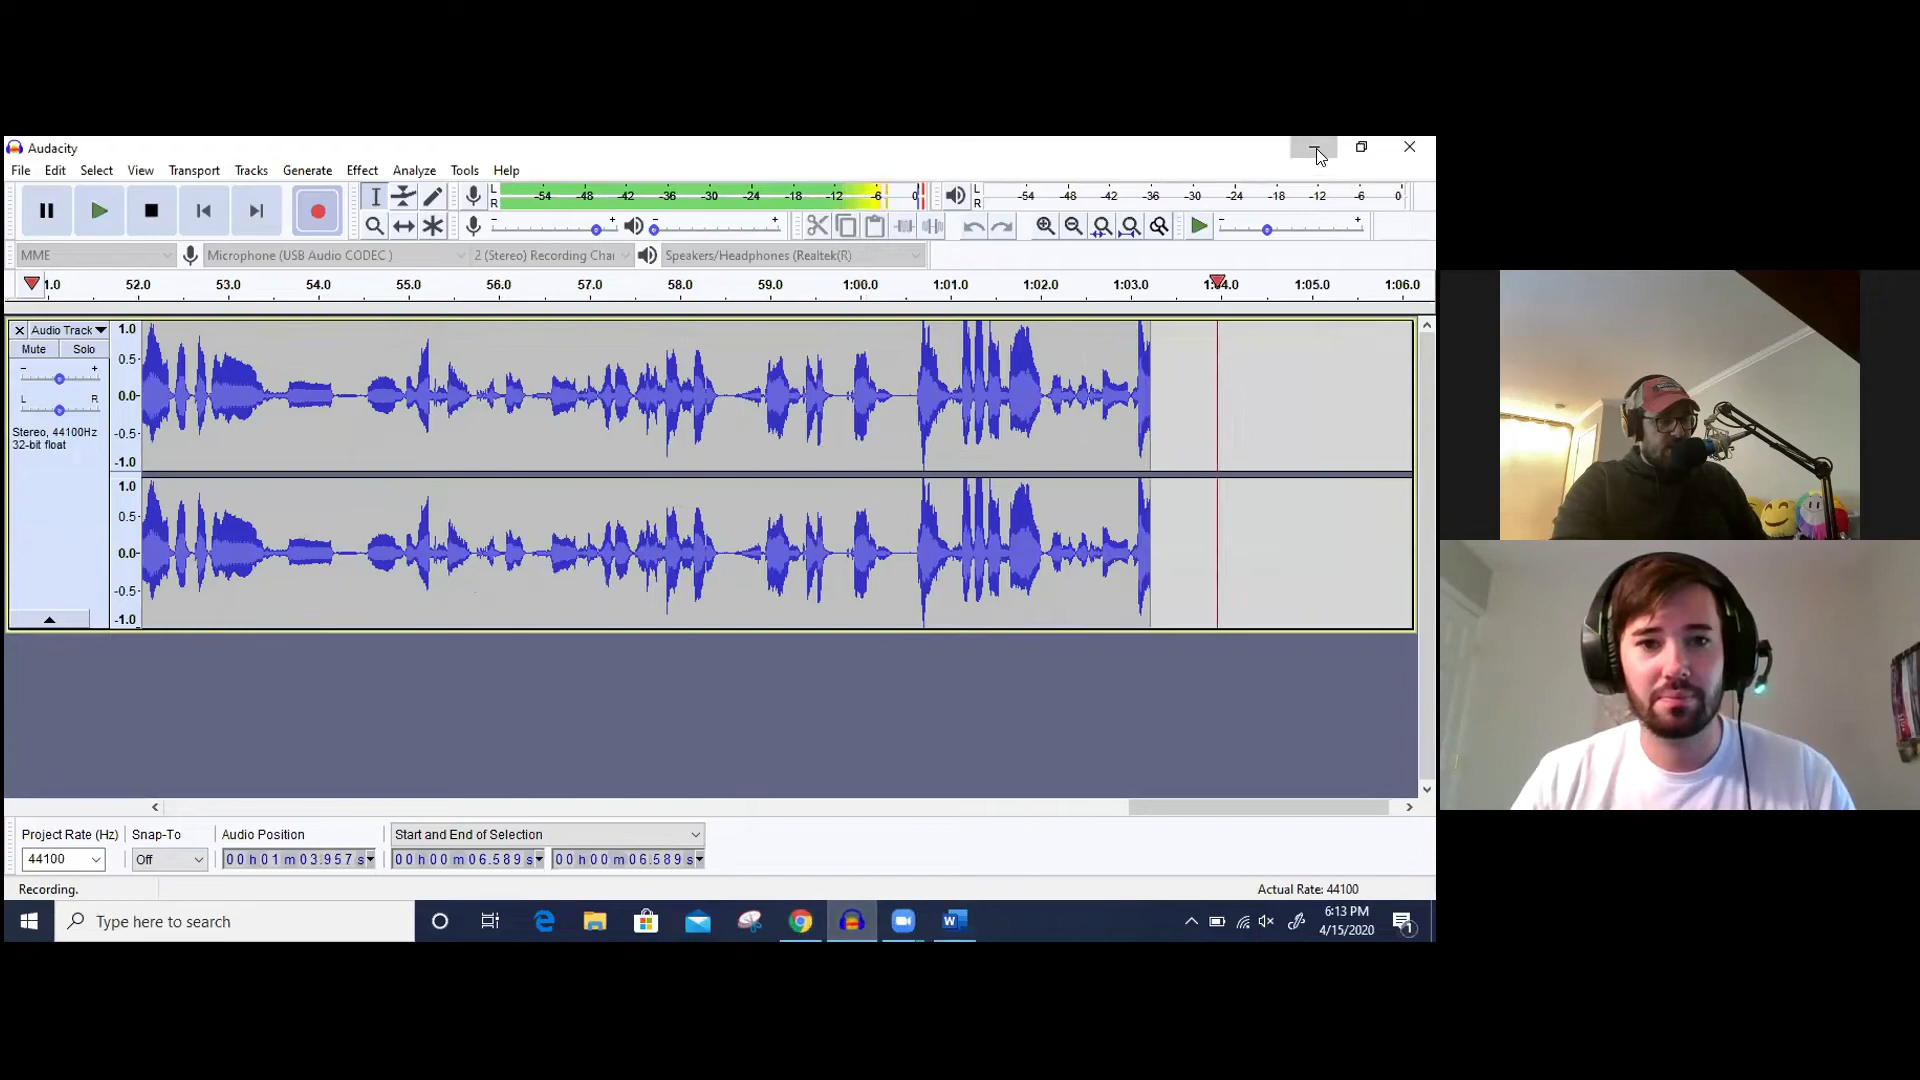 Audacity
File Edit Select View Transport Tracks Generate Effect Analyze Tools Help
L -54 -48 -42 -36 -30 -24 -18 -12 -6 0 L -54 -48 -42 -36 -30 -24 -18 -12 -6 0
R R
MME Microphone (USB Audio CODEC ) 2 (Stereo) Recording Chai Speakers/Headphones (Realtek(R)
1.0 52.0 53.0 54.0 55.0 56.0 57.0 58.0 59.0 1:00.0 1:01.0 1:02.0 1:03.0 1:04.0 1:05.0 1:06.0
Audio Track 1.0
Mute Solo 0.5
L R 0.0
Stereo, 44100Hz -0.5
32-bit float
-1.0
1.0
0.5
0.0
-0.5
-1.0
Project Rate (Hz) Snap-To Audio Position Start and End of Selection
44100 Off 00 h 01 m 03.957 s 00 h 00 m 06.589 s 00 h 00 m 06.589 s
Recording. Actual Rate: 44100
Type here to search 6:13 PM
4/15/2020 1